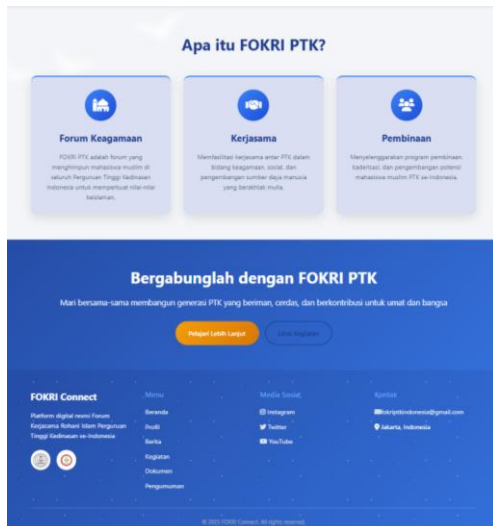 Apa itu FOKRI PTK?
Forum Keagamaan
FOKRI PTK adalah forum yang
menghimpun mahasiswa muslim di
seluruh Perguruan Tinggi Kedinasan
Indonesia untuk memperkuat nilai-nilai
keislaman.
Kerjasama
Memfasilitasi kerjasama antar PTK dalam
bidang keagamaan, sosial, dan
pengembangan sumber daya manusia
yang berakhlak mulia.
Pembinaan
Menyelenggarakan program pembinaan,
kaderisasi, dan pengembangan potensi
mahasiswa muslim PTK se-Indonesia.
Bergabunglah dengan FOKRI PTK
Mari bersama-sama membangun generasi PTK yang beriman, cerdas, dan berkontribusi untuk umat dan bangsa
Pelajari Lebih Lanjut
Lihat Kegiatan
FOKRI Connect
Platform digital resmi Forum
Kerjasama Rohani Islam Perguruan
Tinggi Kedinasan se-Indonesia
Menu
Beranda
Profil
Berita
Kegiatan
Dokumen
Pengumuman
Media Sosial
Instagram
Twitter
YouTube
Kontak
fokriptkindonesia@gmail.com
Jakarta, Indonesia
© 2025 FOKRI Connect. All rights reserved.